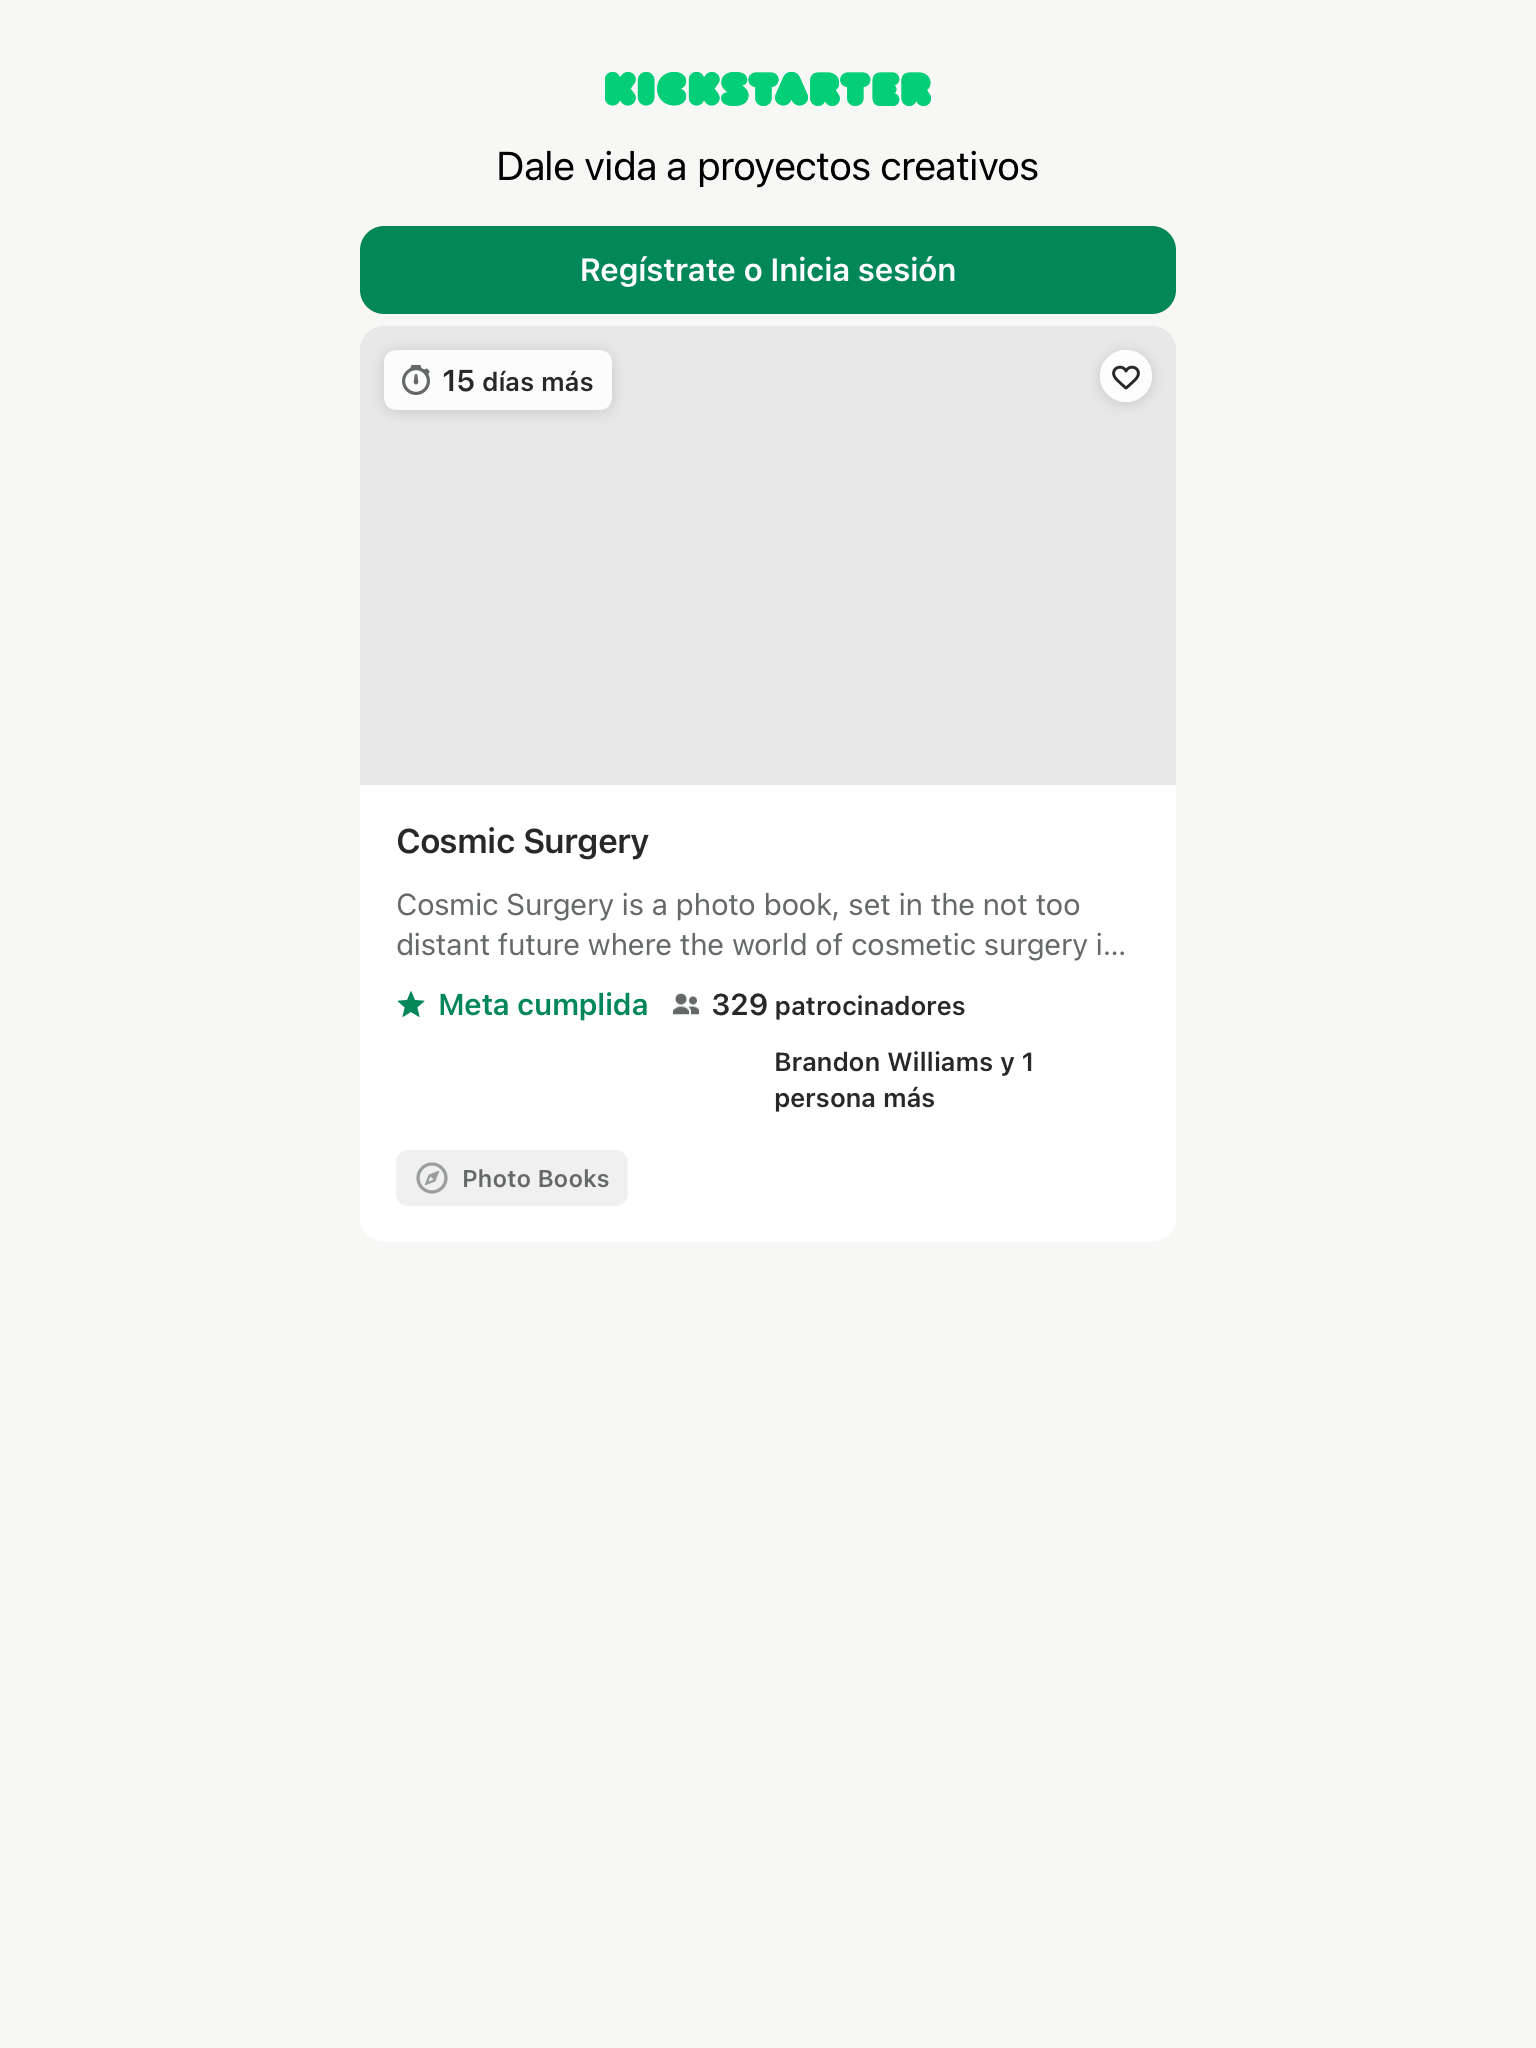 KICKSTARTER
Dale vida a proyectos creativos
Regístrate o Inicia sesión
15 días más
Cosmic Surgery
Cosmic Surgery is a photo book, set in the not too
distant future where the world of cosmetic surgery i...
Meta cumplida 329 patrocinadores
Brandon Williams y 1
persona más
Photo Books